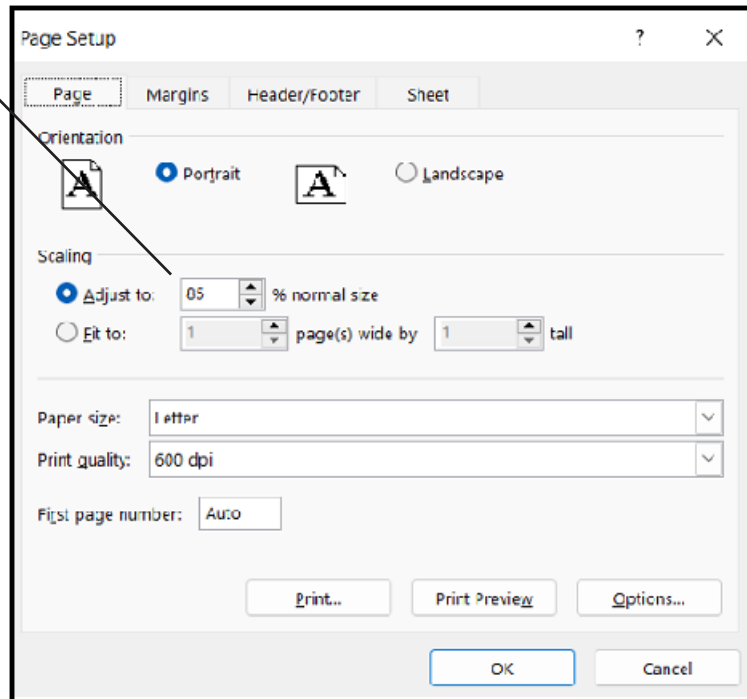 Page Setup ? X
Page Margins Header/Footer Sheet
Orientation
A Portrait A Landscape
Scaling
Adjust to: 85 % normal size
Fit to: 1 page(s) wide by 1 tall
Paper size: Letter
Print quality: 600 dpi
First page number: Auto
Print... Print Preview Options...
OK Cancel